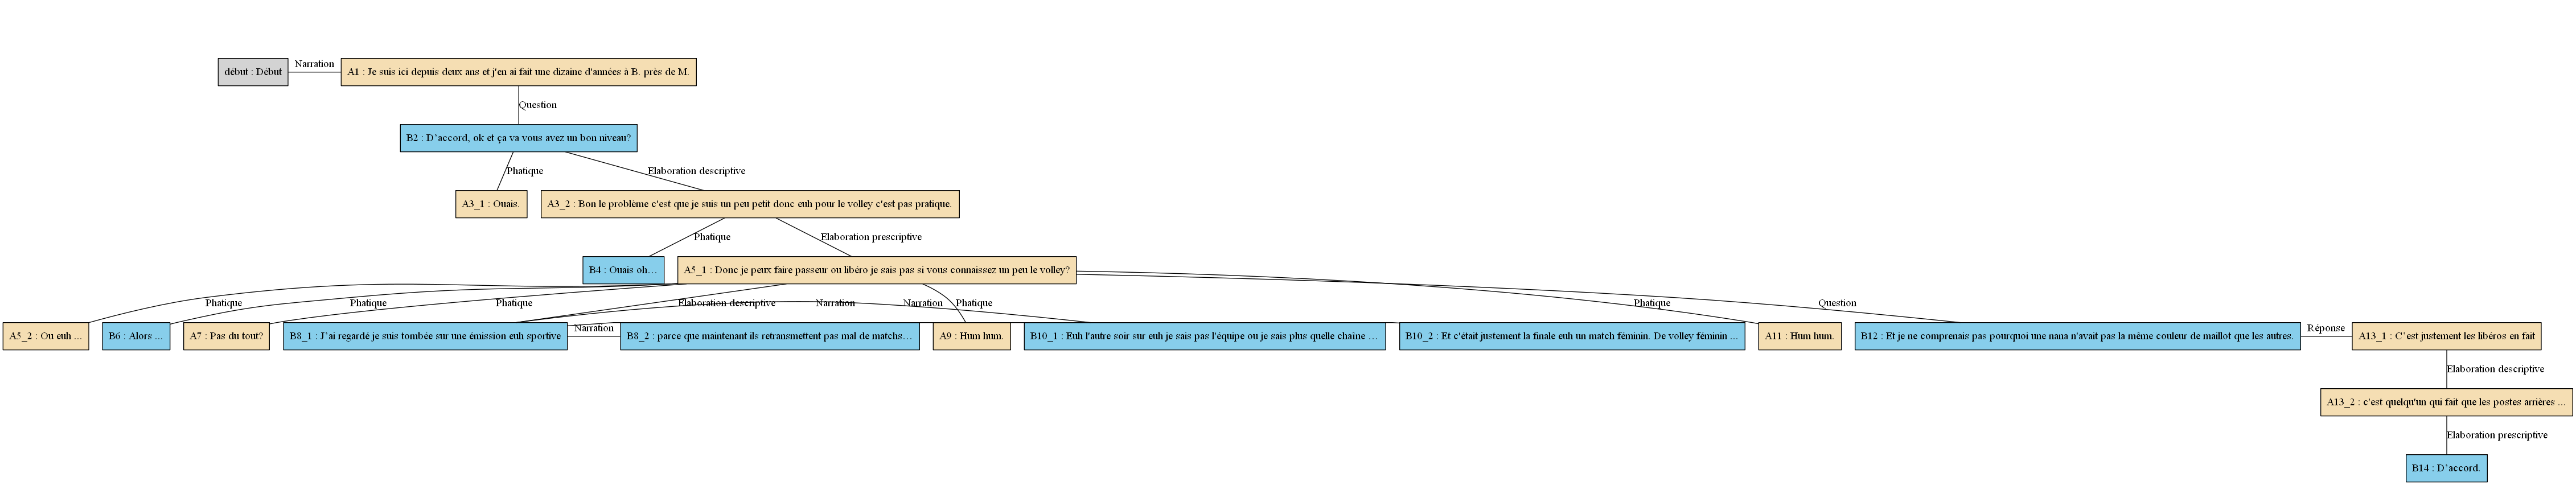 Narration
début : Début
A1 : Je suis ici depuis deux ans et j'en ai fait une dizaine d'années à B. près de M.
Question
B2 : D'accord, ok et ça va vous avez un bon niveau?
Phatique
Elaboration descriptive
A3_1 : Ouais.
A3_2 : Bon le problème c'est que je suis un peu petit donc euh pour le volley c'est pas pratique.
Phatique
Elaboration prescriptive
B4 : Ouais oh…
A5_1 : Donc je peux faire passeur ou libéro je sais pas si vous connaissez un peu le volley?
Phatique
Phatique
Phatique
Elaboration descriptive
Narration
Narration
Phatique
Phatique
Question
A5_2 : Ou euh ...
B6 : Alors ...
A7 : Pas du tout?
B8_1 : J'ai regardé je suis tombée sur une émission euh sportive
Narration
B8_2 : parce que maintenant ils retransmettent pas mal de matchs…
A9 : Hum hum.
B10_1 : Euh l'autre soir sur euh je sais pas l'équipe ou je sais plus quelle chaîne …
B10_2 : Et c'était justement la finale euh un match féminin. De volley féminin ...
A11 : Hum hum.
B12 : Et je ne comprenais pas pourquoi une nana n'avait pas la même couleur de maillot que les autres.
Réponse
A13_1 : C'est justement les libéros en fait
Elaboration descriptive
A13_2 : c'est quelqu'un qui fait que les postes arrières ...
Elaboration prescriptive
B14 : D'accord.